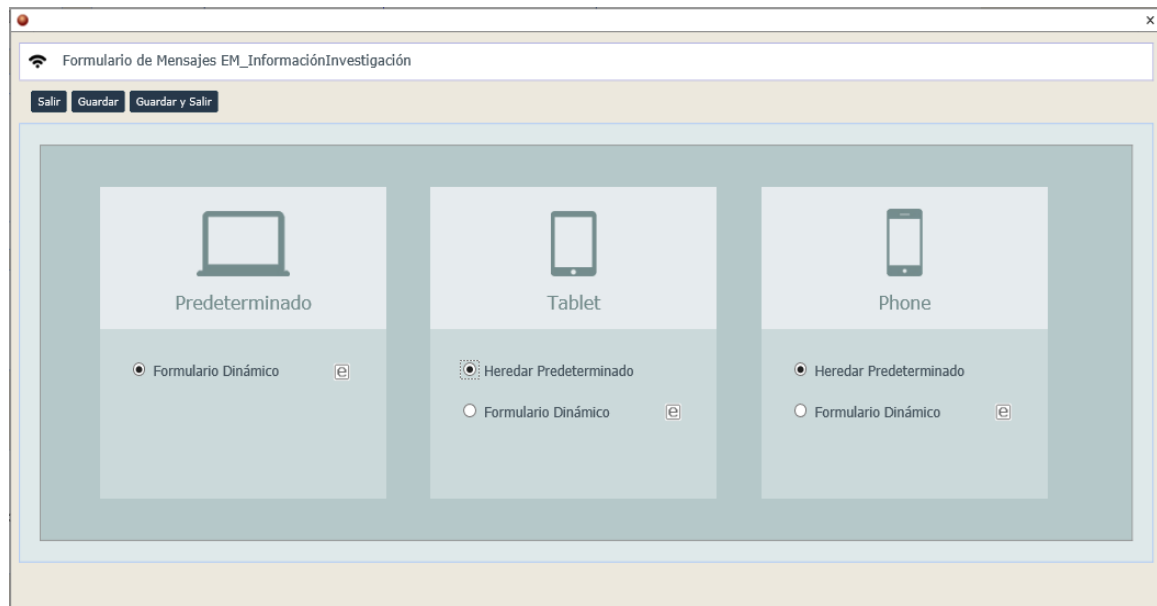 x
Formulario de Mensajes EM_InformaciónInvestigación
Salir Guardar Guardar y Salir
Predeterminado
Formulario Dinámico e
Tablet
Heredar Predeterminado
Formulario Dinámico e
Phone
Heredar Predeterminado
Formulario Dinámico e